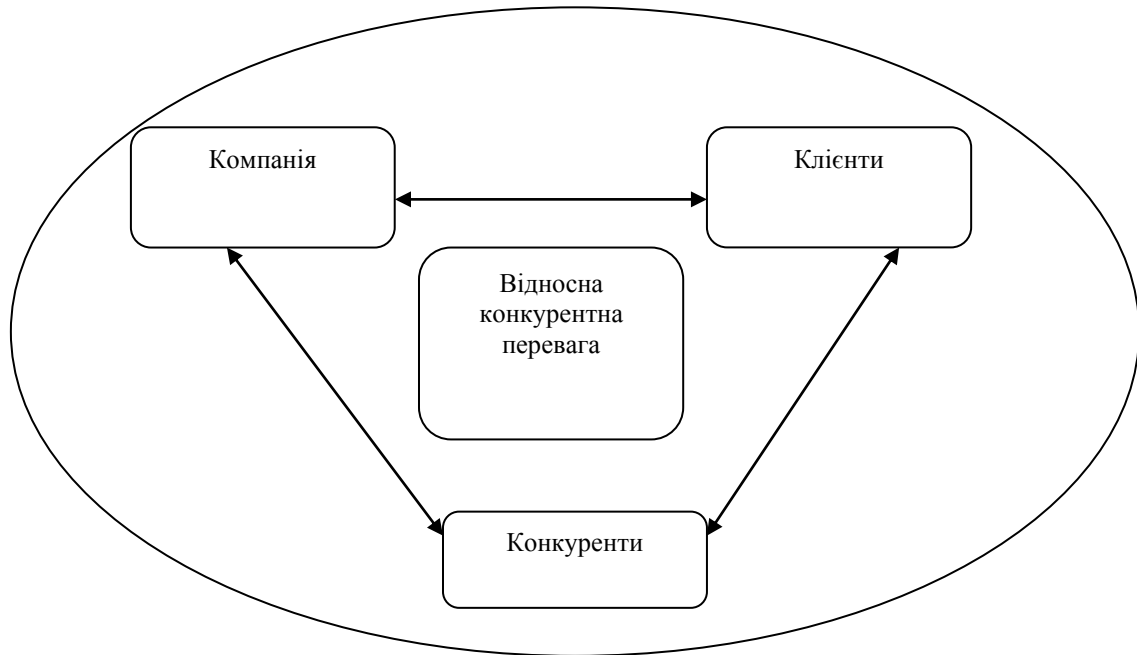 Компанія
Клієнти
Відносна
конкурентна
перевага
Конкуренти